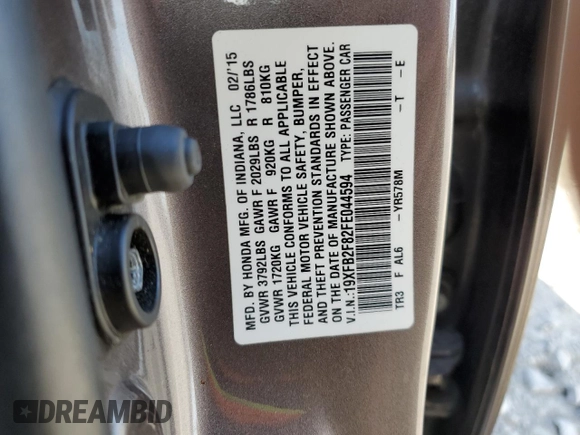 MFD. BY HONDA MFG. OF INDIANA, LLC 02/'15
GVWR 3792LBS GAWR F 2029LBS R 1786LBS
GVWR 1720KG GAWR F 920KG R 810KG
THIS VEHICLE CONFORMS TO ALL APPLICABLE
FEDERAL MOTOR VEHICLE SAFETY, BUMPER,
AND THEFT PREVENTION STANDARDS IN EFFECT
ON THE DATE OF MANUFACTURE SHOWN ABOVE.
V.I.N.:19XFB2F82FE044594 TYPE: PASSENGER CAR
TR3 F AL6 -YR578M -T -E
DREAMBID